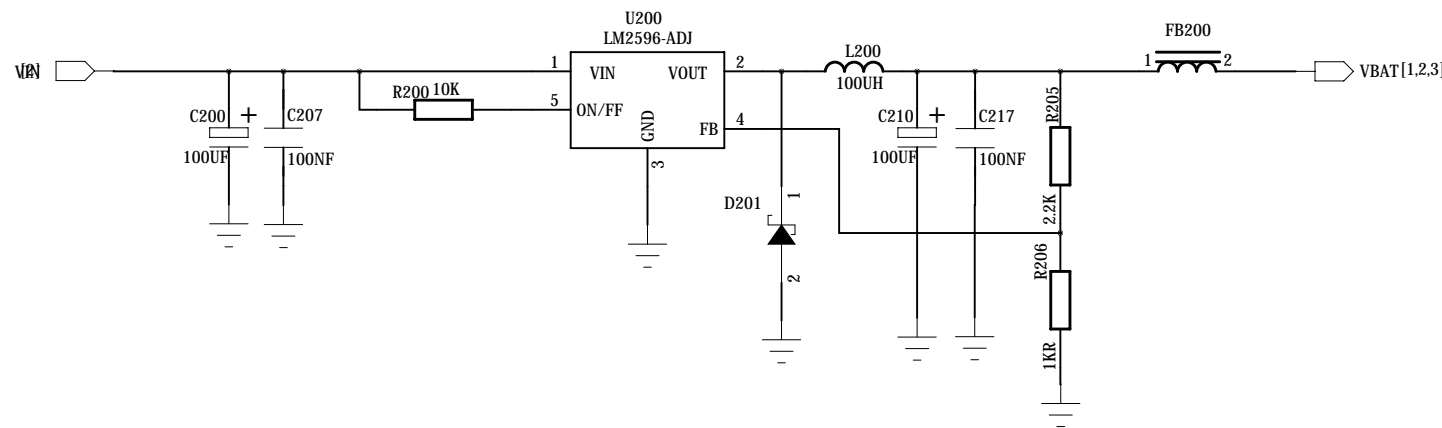 U200
LM2596-ADJ
FB200
L200
100UH
1
2
VIN
VOUT
1
2
VBAT[1,2,3]
R200
10K
5
ON/FF
GND
FB
4
3
C200
+
100UF
C207
100NF
C210
+
100UF
C217
100NF
R205
2.2K
D201
1
2
R206
1KR